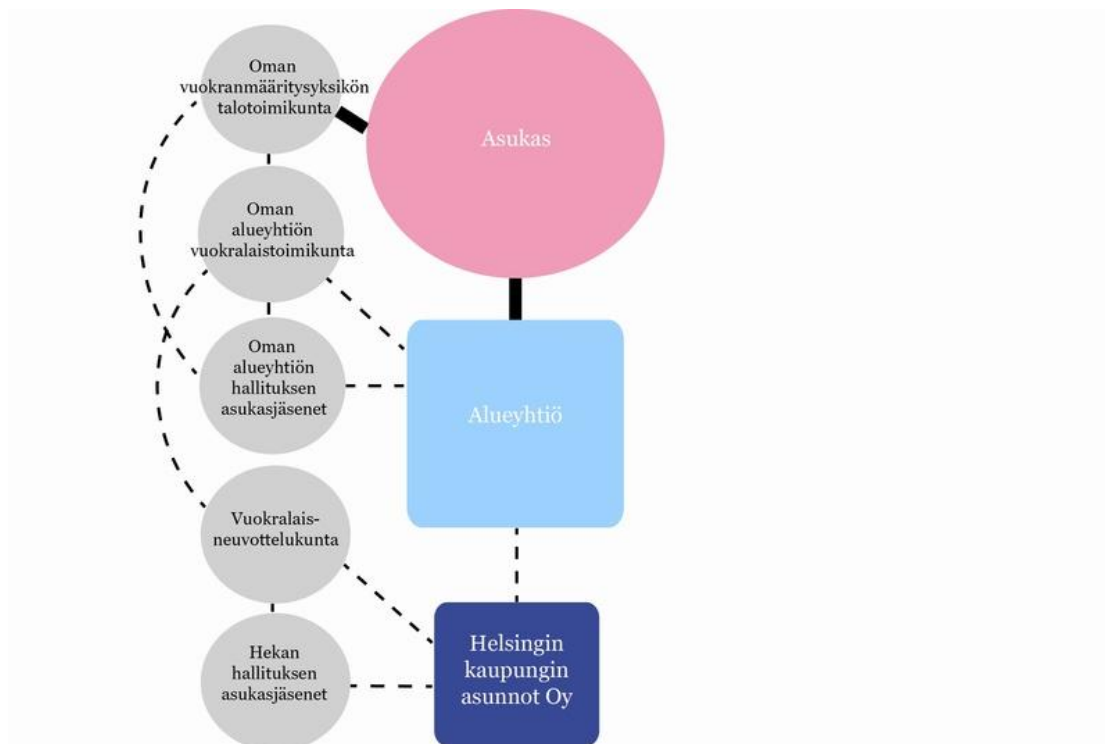 Oman
vuokranmääritysyksikön
talotoimikunta
Asukas
Oman
alueyhtiön
vuokralaistoimikunta
Oman
alueyhtiön
hallituksen
asukasjäsenet
Alueyhtiö
Vuokralais-
neuvottelukunta
Hekan
hallituksen
asukasjäsenet
Helsingin
kaupungin
asunnot Oy